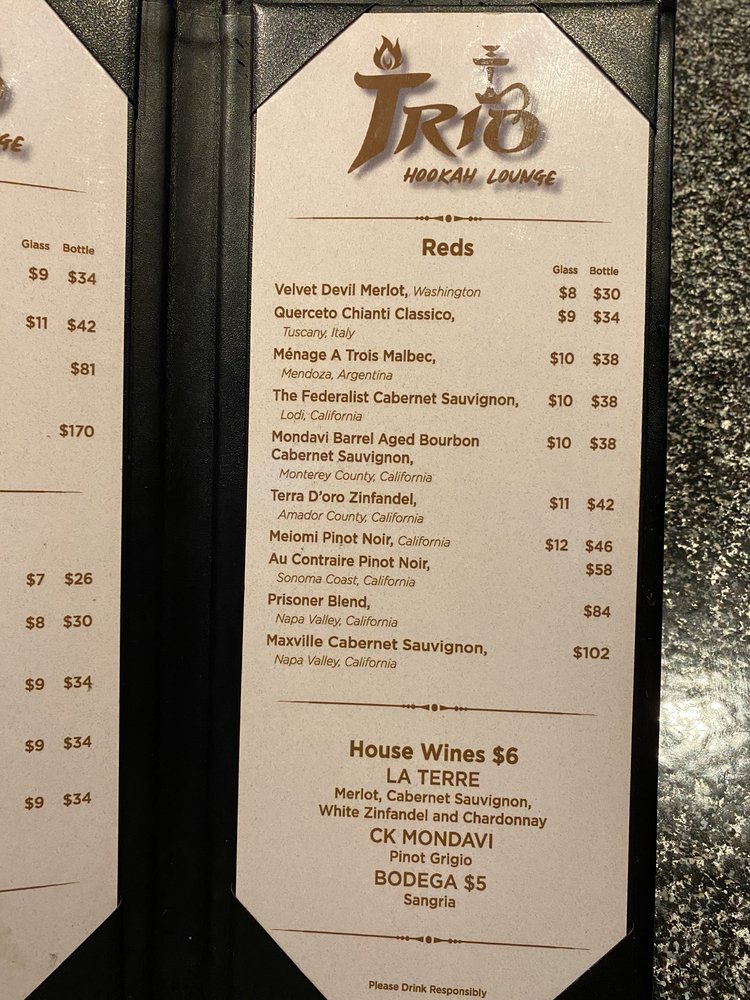 GE
Glass Bottle
$9 $34
$11 $42
$81
$170
$7 $26
$8 $30
$9 $34
$9 $34
$9 $34
TRIO
HOOKAH LOUNGE
Reds
Glass Bottle
Velvet Devil Merlot, Washington $8 $30
Querceto Chianti Classico, $9 $34
Tuscany, Italy
Ménage A Trois Malbec, $10 $38
Mendoza, Argentina
The Federalist Cabernet Sauvignon, $10 $38
Lodi, California
Mondavi Barrel Aged Bourbon $10 $38
Cabernet Sauvignon,
Monterey County, California
Terra D'oro Zinfandel, $11 $42
Amador County, California
Meiomi Pinot Noir, California $12 $46
Au Contraire Pinot Noir, $58
Sonoma Coast, California
Prisoner Blend, $84
Napa Valley, California
Maxville Cabernet Sauvignon, $102
Napa Valley, California
House Wines $6
LA TERRE
Merlot, Cabernet Sauvignon,
White Zinfandel and Chardonnay
CK MONDAVI
Pinot Grigio
BODEGA $5
Sangria
Please Drink Responsibly